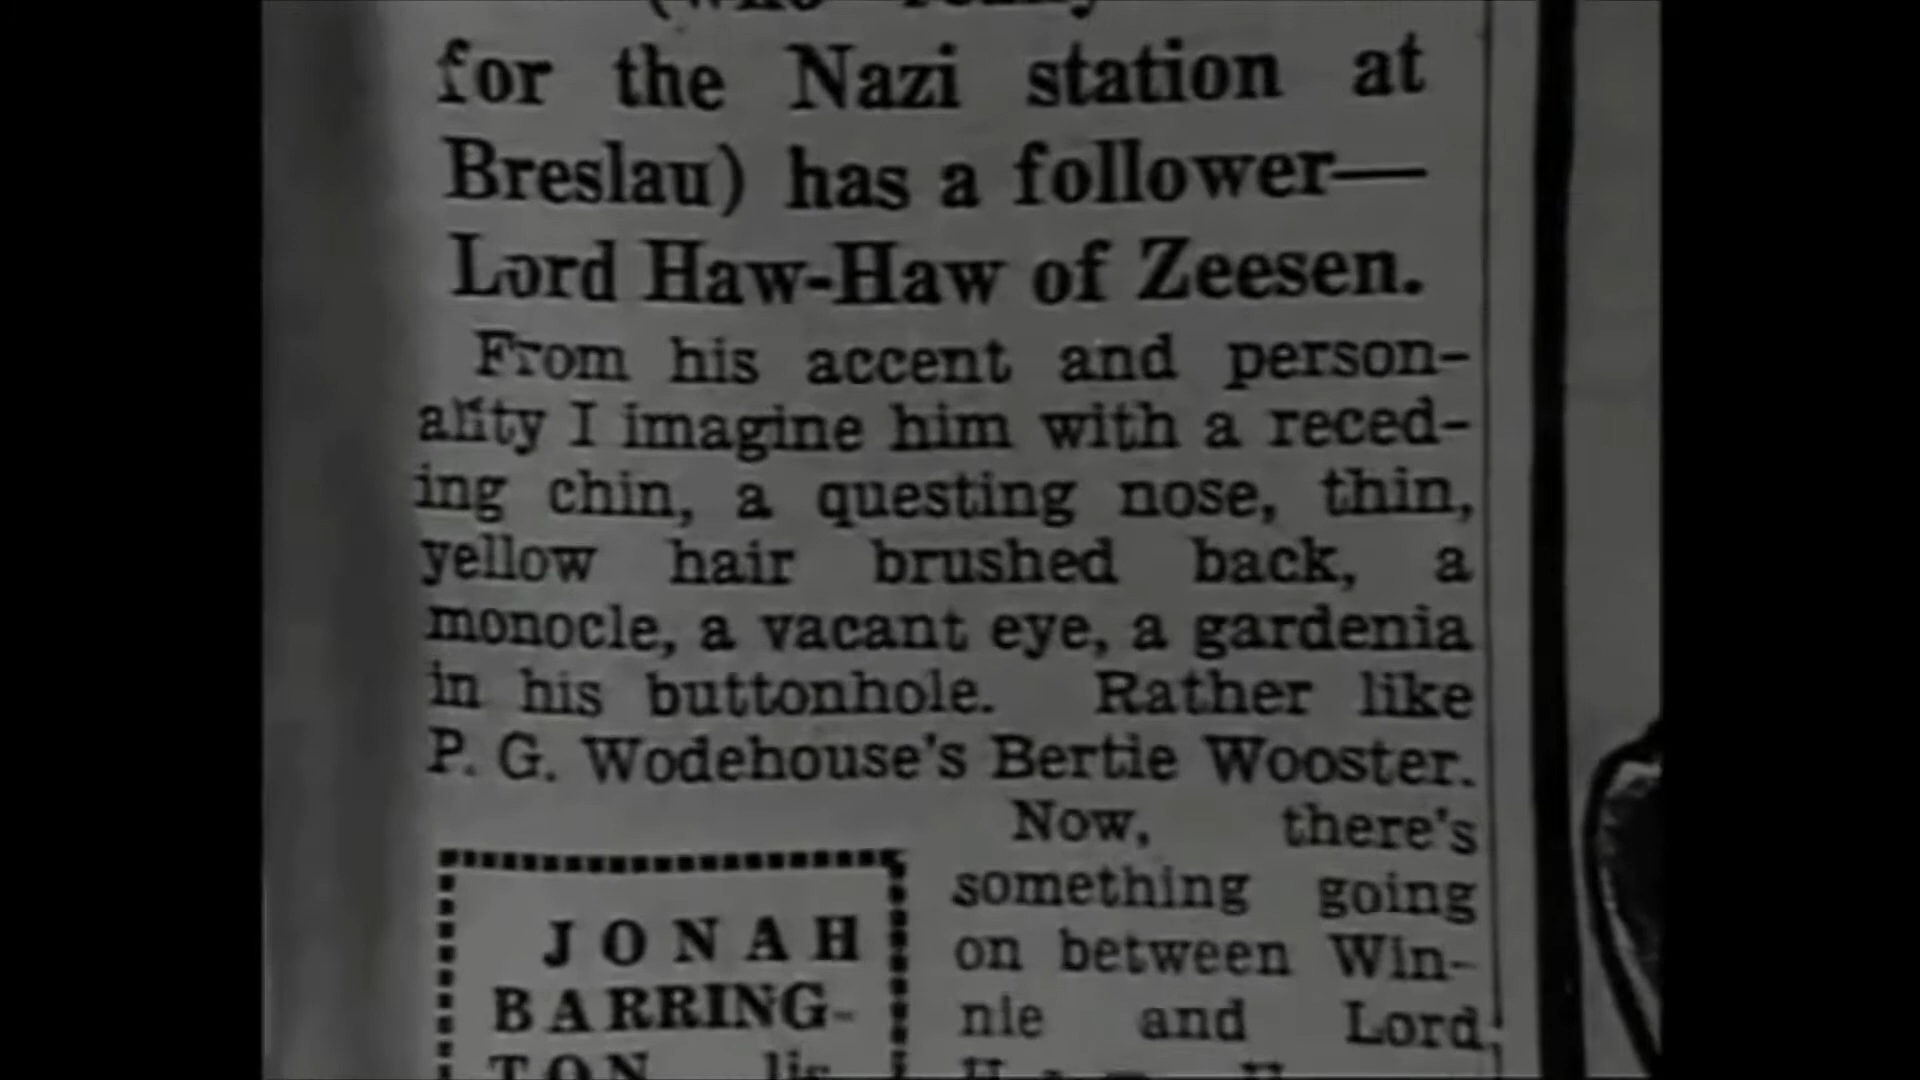 for the Nazi station at
Breslau) has a follower—
Lord Haw-Haw of Zeesen.
From his accent and person-
ality I imagine him with a reced-
ing chin, a questing nose, thin,
yellow hair brushed back, a
monocle, a vacant eye, a gardenia
in his buttonhole. Rather like
P. G. Wodehouse's Bertie Wooster.
Now, there's
something going
on between Win-
nie and Lord
JONAH
BARRING-
TON